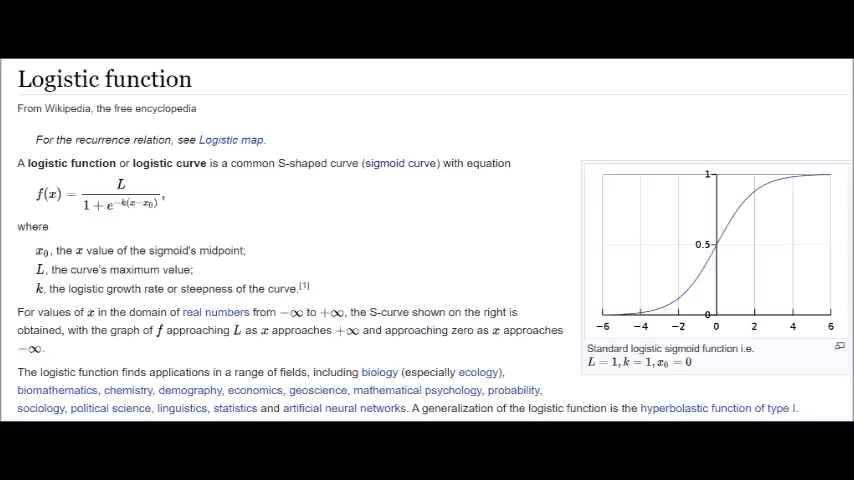 Logistic function
From Wikipedia, the free encyclopedia
For the recurrence relation, see Logistic map.
A logistic function or logistic curve is a common S-shaped curve (sigmoid curve) with equation
f(x) = L / (1 + e^−k(x−x₀)),
where
x₀, the x value of the sigmoid's midpoint;
L, the curve's maximum value;
k, the logistic growth rate or steepness of the curve.[1]
For values of x in the domain of real numbers from −∞ to +∞, the S-curve shown on the right is
obtained, with the graph of f approaching L as x approaches +∞ and approaching zero as x approaches
−∞.
The logistic function finds applications in a range of fields, including biology (especially ecology),
biomathematics, chemistry, demography, economics, geoscience, mathematical psychology, probability,
sociology, political science, linguistics, statistics and artificial neural networks. A generalization of the logistic function is the hyperbolastic function of type I.
1
0.5
0
−6 −4 −2 0 2 4 6
Standard logistic sigmoid function i.e.
L = 1, k = 1, x₀ = 0